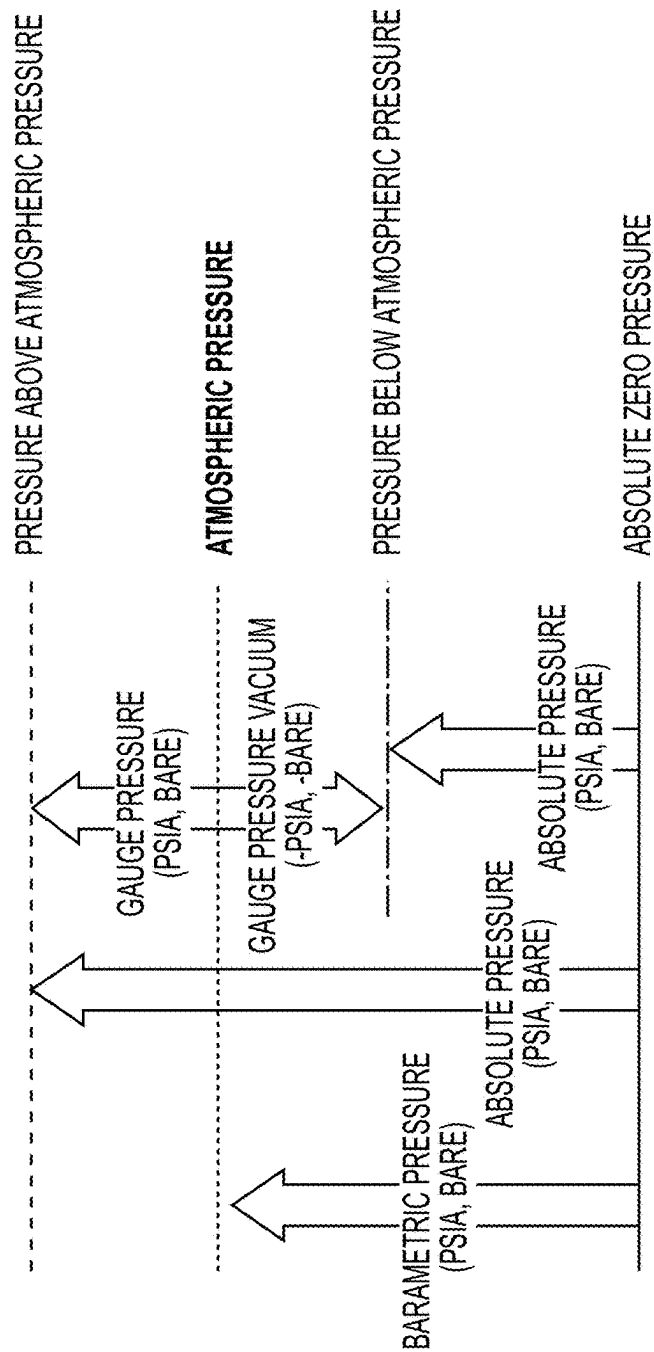 PRESSURE ABOVE ATMOSPHERIC PRESSURE
ATMOSPHERIC PRESSURE
PRESSURE BELOW ATMOSPHERIC PRESSURE
ABSOLUTE ZERO PRESSURE
GAUGE PRESSURE
(PSIA, BARE)
GAUGE PRESSURE VACUUM
(-PSIA, -BARE)
ABSOLUTE PRESSURE
(PSIA, BARE)
ABSOLUTE PRESSURE
(PSIA, BARE)
BARAMETRIC PRESSURE
(PSIA, BARE)